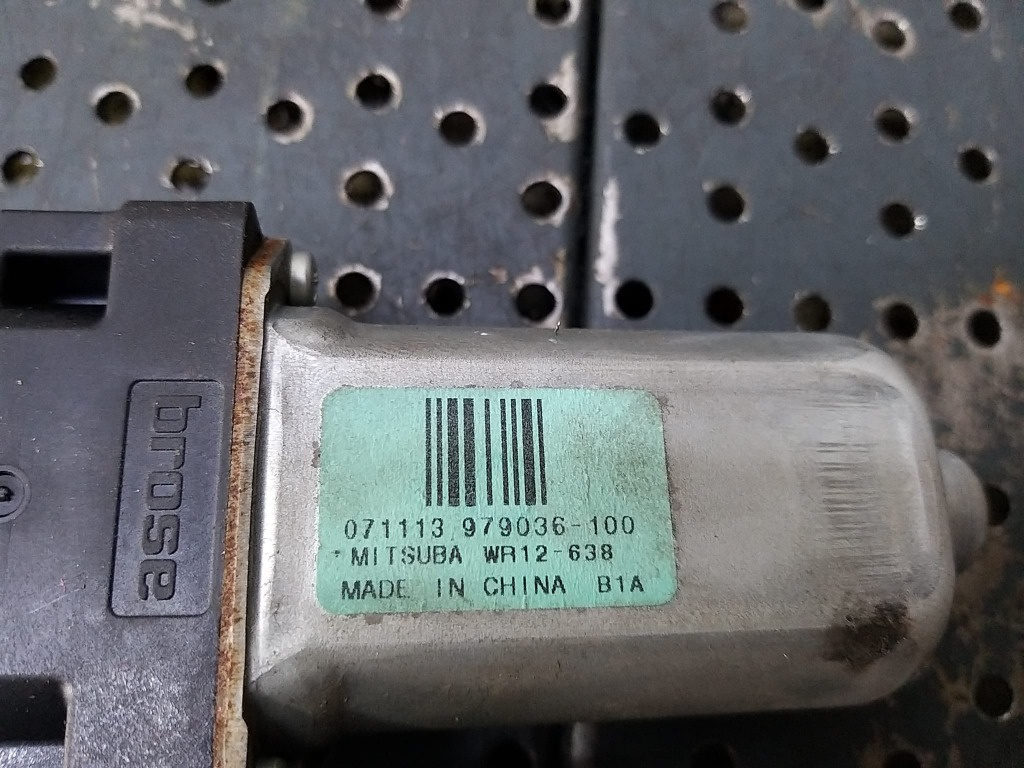 brose
071113 979036-100
MITSUBA WR12-638
MADE IN CHINA B1A